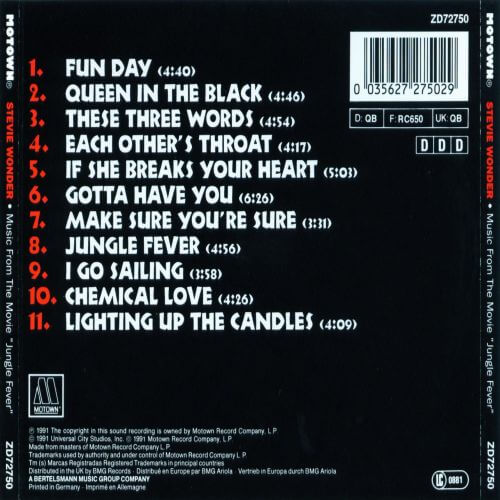 MOTOWN® STEVIE WONDER • Music From The Movie "Jungle Fever" ZD72750
ZD72750
0 035627 275029
D: QB F: RC650 UK: QB
D D D
1. FUN DAY (4:40)
2. QUEEN IN THE BLACK (4:46)
3. THESE THREE WORDS (4:54)
4. EACH OTHER'S THROAT (4:17)
5. IF SHE BREAKS YOUR HEART (5:03)
6. GOTTA HAVE YOU (6:26)
7. MAKE SURE YOU'RE SURE (3:31)
8. JUNGLE FEVER (4:56)
9. I GO SAILING (3:58)
10. CHEMICAL LOVE (4:26)
11. LIGHTING UP THE CANDLES (4:09)
M
MOTOWN®
℗ 1991 The copyright in this sound recording is owned by Motown Record Company, L.P.
© 1991 Universal City Studios, Inc. © 1991 Motown Record Company, L.P.
Made from masters of Motown Record Company L.P.
Trademarks used by authority and under control of Motown Record Company L.P.
Tm (s) Marcas Registradas Registered Trademarks in principal countries
Distributed in the UK by BMG Records · Distribué en Europe par BMG Ariola · Vertrieb in Europa durch BMG Ariola
A BERTELSMANN MUSIC GROUP COMPANY
Printed in Germany · Imprimé en Allemagne
LC 0881
MOTOWN® STEVIE WONDER • Music From The Movie "Jungle Fever" ZD72750